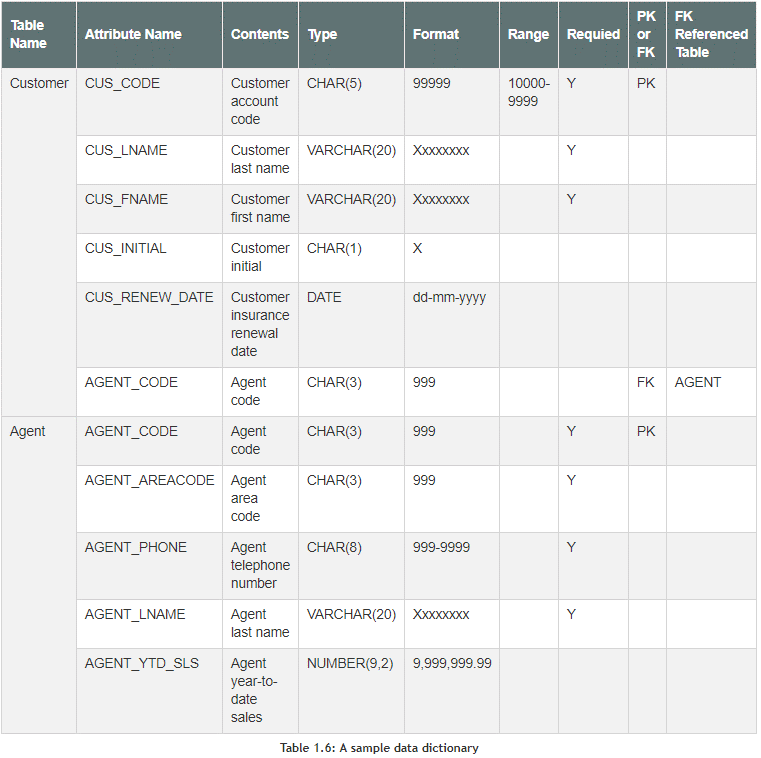 Table Name | Attribute Name | Contents | Type | Format | Range | Requied | PK or FK | FK Referenced Table
Customer | CUS_CODE | Customer account code | CHAR(5) | 99999 | 10000-9999 | Y | PK
CUS_LNAME | Customer last name | VARCHAR(20) | Xxxxxxxx | Y
CUS_FNAME | Customer first name | VARCHAR(20) | Xxxxxxxx | Y
CUS_INITIAL | Customer initial | CHAR(1) | X
CUS_RENEW_DATE | Customer insurance renewal date | DATE | dd-mm-yyyy
AGENT_CODE | Agent code | CHAR(3) | 999 | FK | AGENT
Agent | AGENT_CODE | Agent code | CHAR(3) | 999 | Y | PK
AGENT_AREACODE | Agent area code | CHAR(3) | 999 | Y
AGENT_PHONE | Agent telephone number | CHAR(8) | 999-9999 | Y
AGENT_LNAME | Agent last name | VARCHAR(20) | Xxxxxxxx | Y
AGENT_YTD_SLS | Agent year-to-date sales | NUMBER(9,2) | 9,999,999.99
Table 1.6: A sample data dictionary